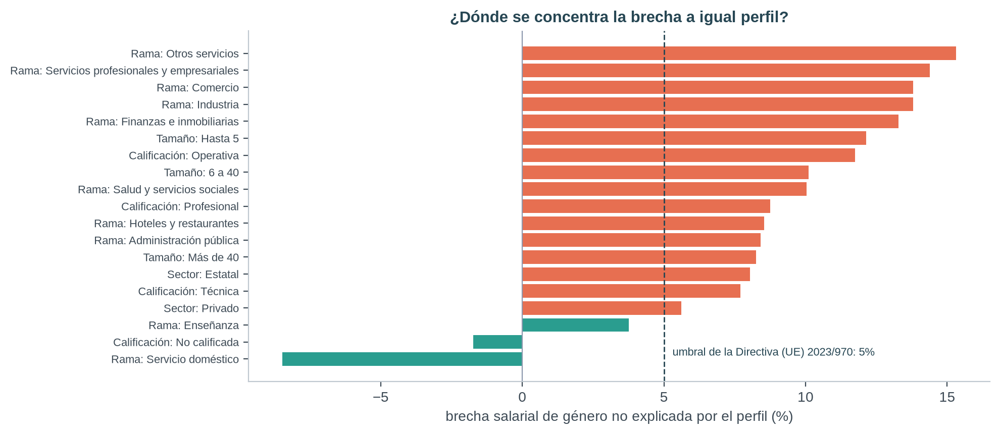 ¿Dónde se concentra la brecha a igual perfil?
Rama: Otros servicios
Rama: Servicios profesionales y empresariales
Rama: Comercio
Rama: Industria
Rama: Finanzas e inmobiliarias
Tamaño: Hasta 5
Calificación: Operativa
Tamaño: 6 a 40
Rama: Salud y servicios sociales
Calificación: Profesional
Rama: Hoteles y restaurantes
Rama: Administración pública
Tamaño: Más de 40
Sector: Estatal
Calificación: Técnica
Sector: Privado
Rama: Enseñanza
Calificación: No calificada
Rama: Servicio doméstico
umbral de la Directiva (UE) 2023/970: 5%
−5 0 5 10 15
brecha salarial de género no explicada por el perfil (%)